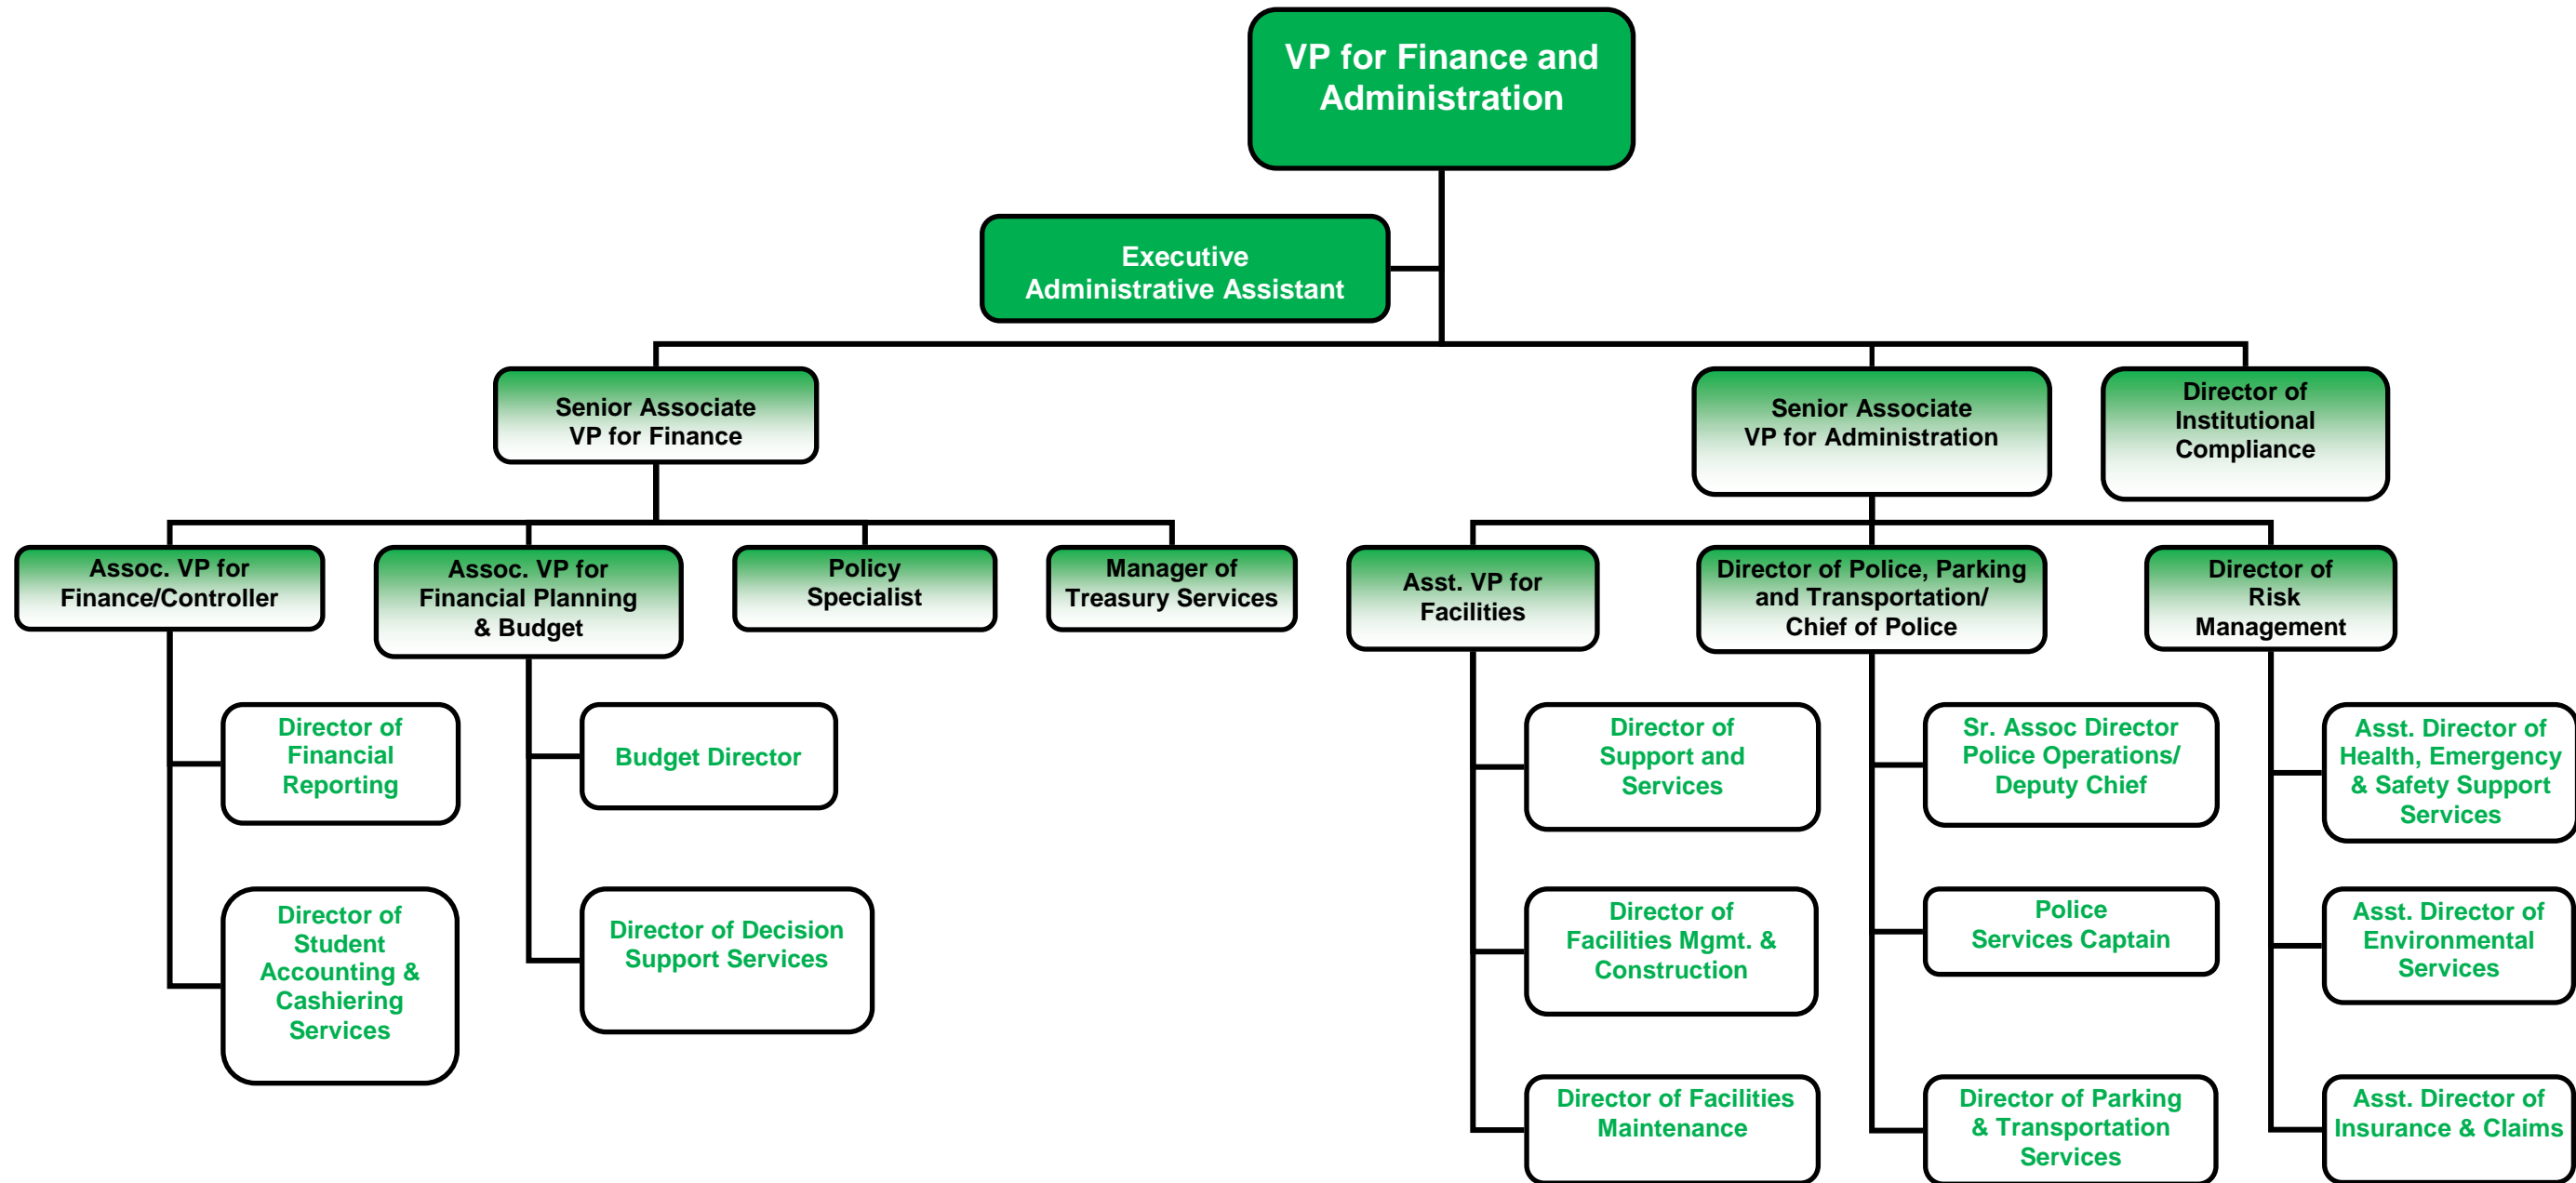 VP for Finance and
Administration
Executive
Administrative Assistant
Senior Associate
VP for Finance
Senior Associate
VP for Administration
Director of
Institutional
Compliance
Assoc. VP for
Finance/Controller
Assoc. VP for
Financial Planning
& Budget
Policy
Specialist
Manager of
Treasury Services
Asst. VP for
Facilities
Director of Police, Parking
and Transportation/
Chief of Police
Director of
Risk
Management
Director of
Financial
Reporting
Budget Director
Director of
Support and
Services
Sr. Assoc Director
Police Operations/
Deputy Chief
Asst. Director of
Health, Emergency
& Safety Support
Services
Director of
Student
Accounting &
Cashiering
Services
Director of Decision
Support Services
Director of
Facilities Mgmt. &
Construction
Police
Services Captain
Asst. Director of
Environmental
Services
Director of Facilities
Maintenance
Director of Parking
& Transportation
Services
Asst. Director of
Insurance & Claims